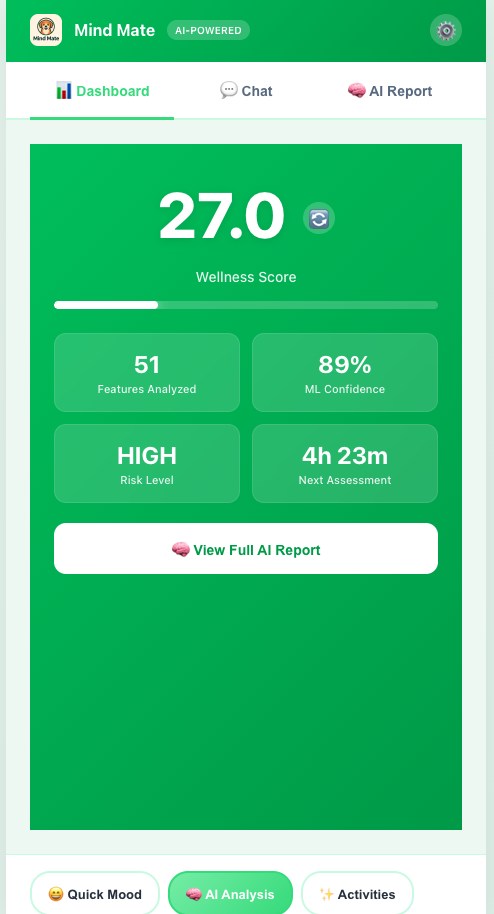 Mind Mate
Mind Mate
AI-POWERED
Dashboard
Chat
AI Report
27.0
Wellness Score
51
Features Analyzed
89%
ML Confidence
HIGH
Risk Level
4h 23m
Next Assessment
View Full AI Report
Quick Mood
AI Analysis
Activities